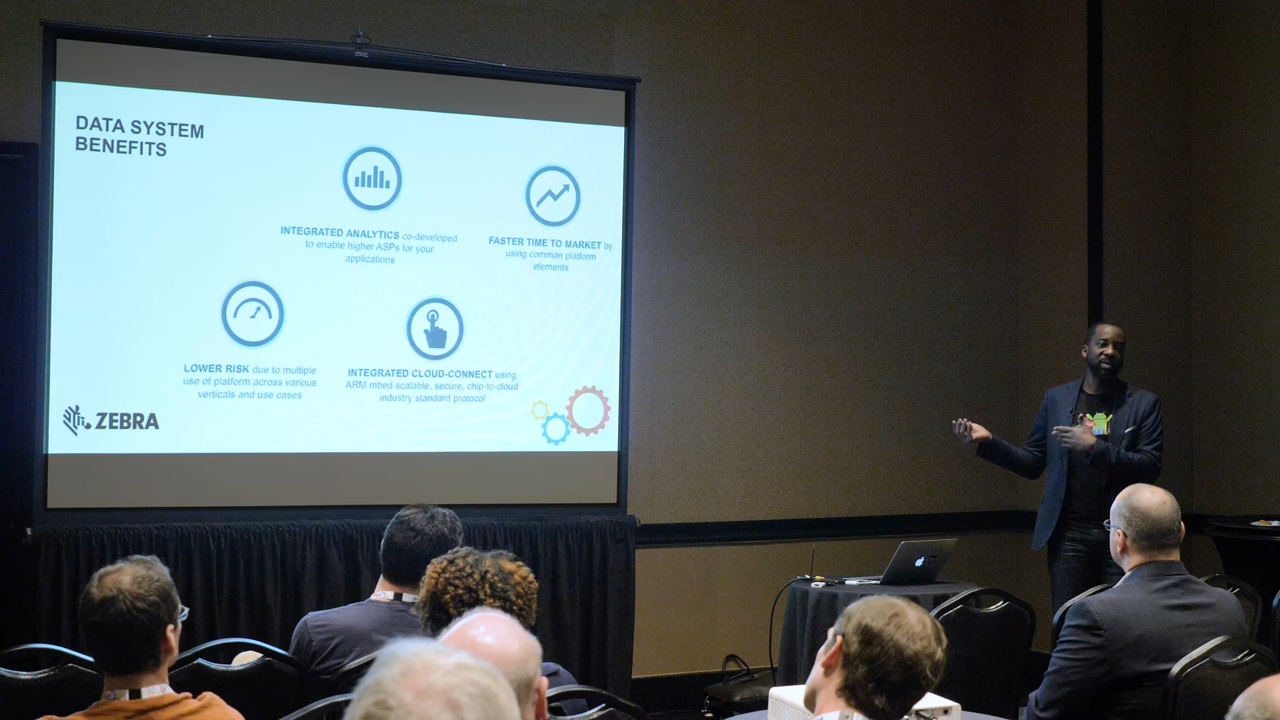 DATA SYSTEM
BENEFITS
INTEGRATED ANALYTICS co-developed
to enable higher ASPs for your
applications
FASTER TIME TO MARKET by
using common platform
elements
LOWER RISK due to multiple
use of platform across various
verticals and use cases
INTEGRATED CLOUD-CONNECT using
ARM mbed scalable, secure, chip-to-cloud
industry standard protocol
ZEBRA